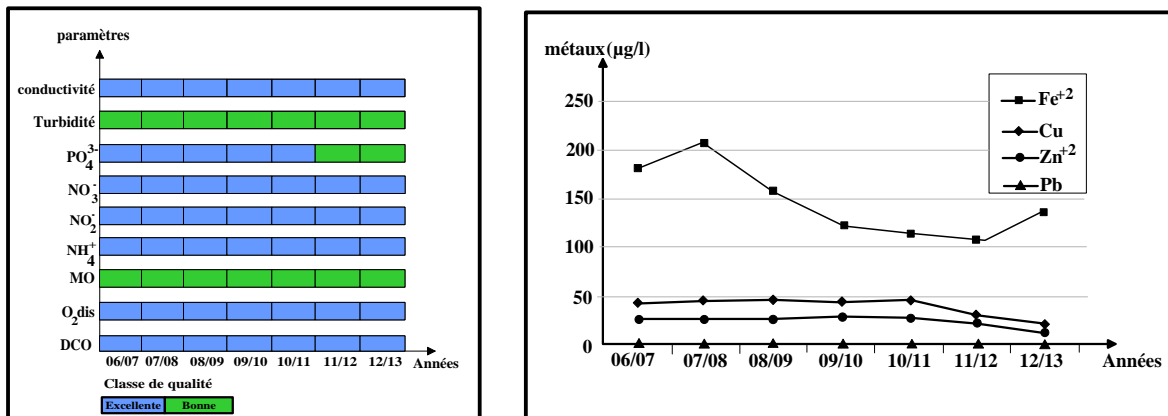 paramètres
conductivité
Turbidité
PO4^3-
NO3^-
NO2^-
NH4^+
MO
O2dis
DCO
06/07 07/08 08/09 09/10 10/11 11/12 12/13 Années
Classe de qualité
Excellente Bonne
métaux(µg/l)
250
200
150
100
50
0
06/07 07/08 08/09 09/10 10/11 11/12 12/13
Années
Fe+2
Cu
Zn+2
Pb